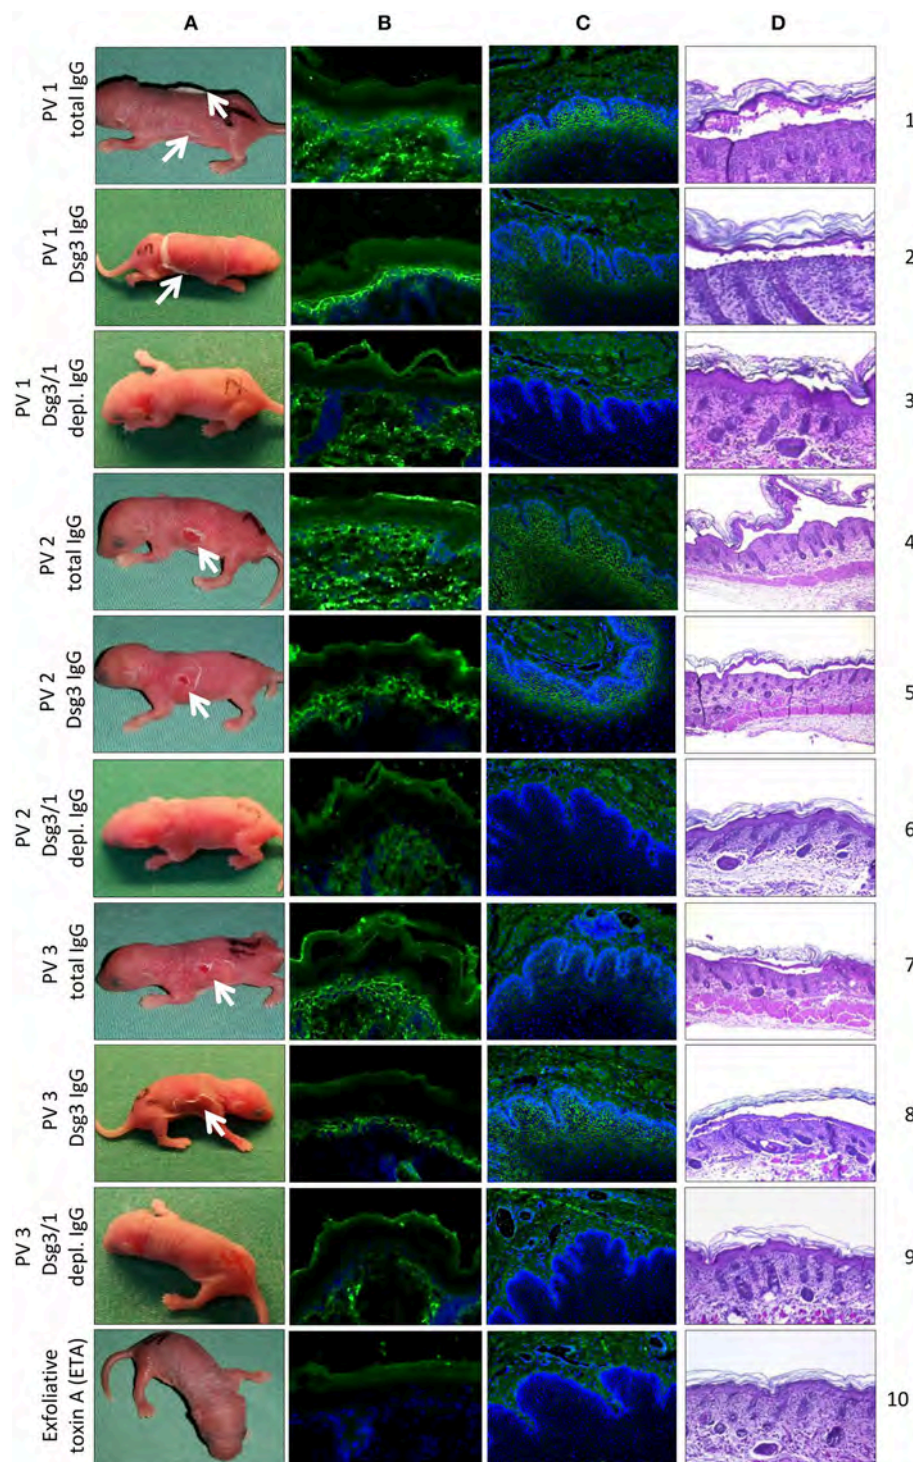 A B C D
PV 1
total IgG
1
PV 1
Dsg3 IgG
2
PV 1
Dsg3/1
depl. IgG
3
PV 2
total IgG
4
PV 2
Dsg3 IgG
5
PV 2
Dsg3/1
depl. IgG
6
PV 3
total IgG
7
PV 3
Dsg3 IgG
8
PV 3
Dsg3/1
depl. IgG
9
Exfoliative
toxin A (ETA)
10